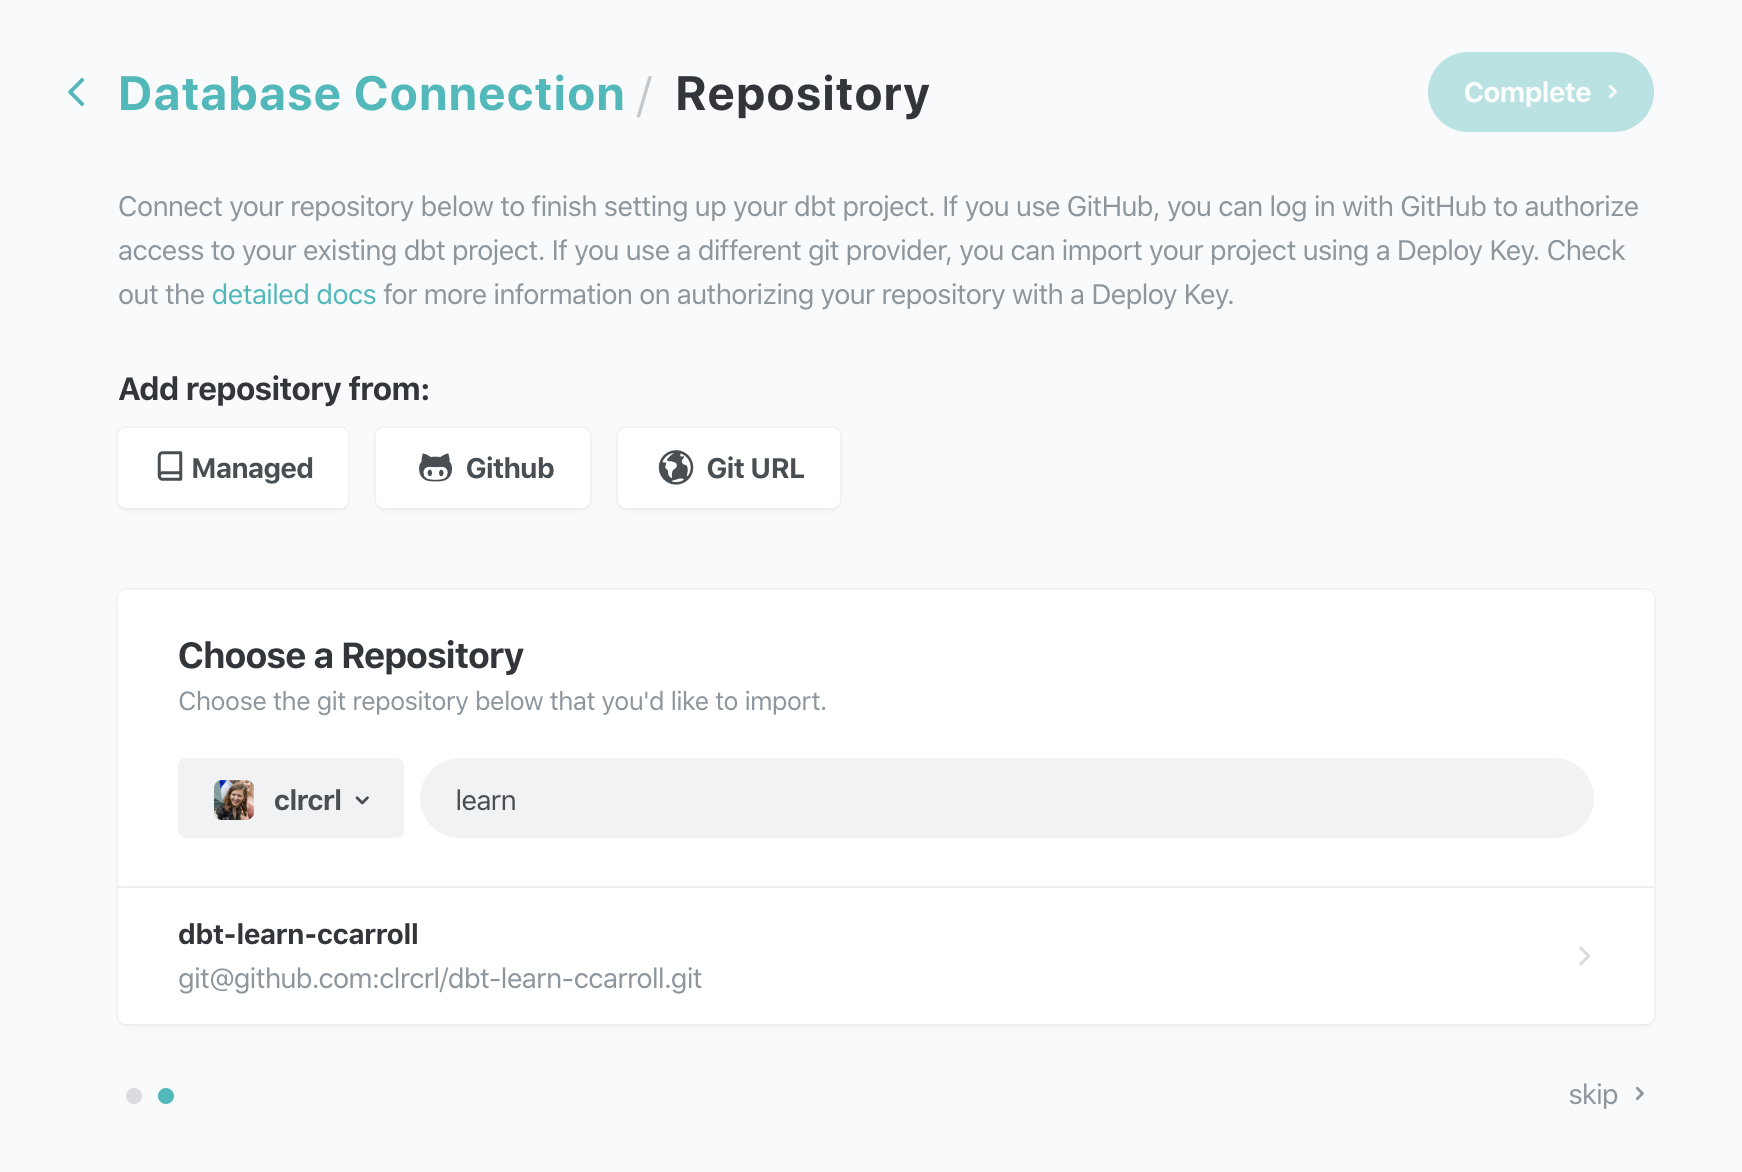 Database Connection / Repository
Complete
Connect your repository below to finish setting up your dbt project. If you use GitHub, you can log in with GitHub to authorize
access to your existing dbt project. If you use a different git provider, you can import your project using a Deploy Key. Check
out the detailed docs for more information on authorizing your repository with a Deploy Key.
Add repository from:
Managed Github Git URL
Choose a Repository
Choose the git repository below that you'd like to import.
clrcrl learn
dbt-learn-ccarroll
git@github.com:clrcrl/dbt-learn-ccarroll.git
skip